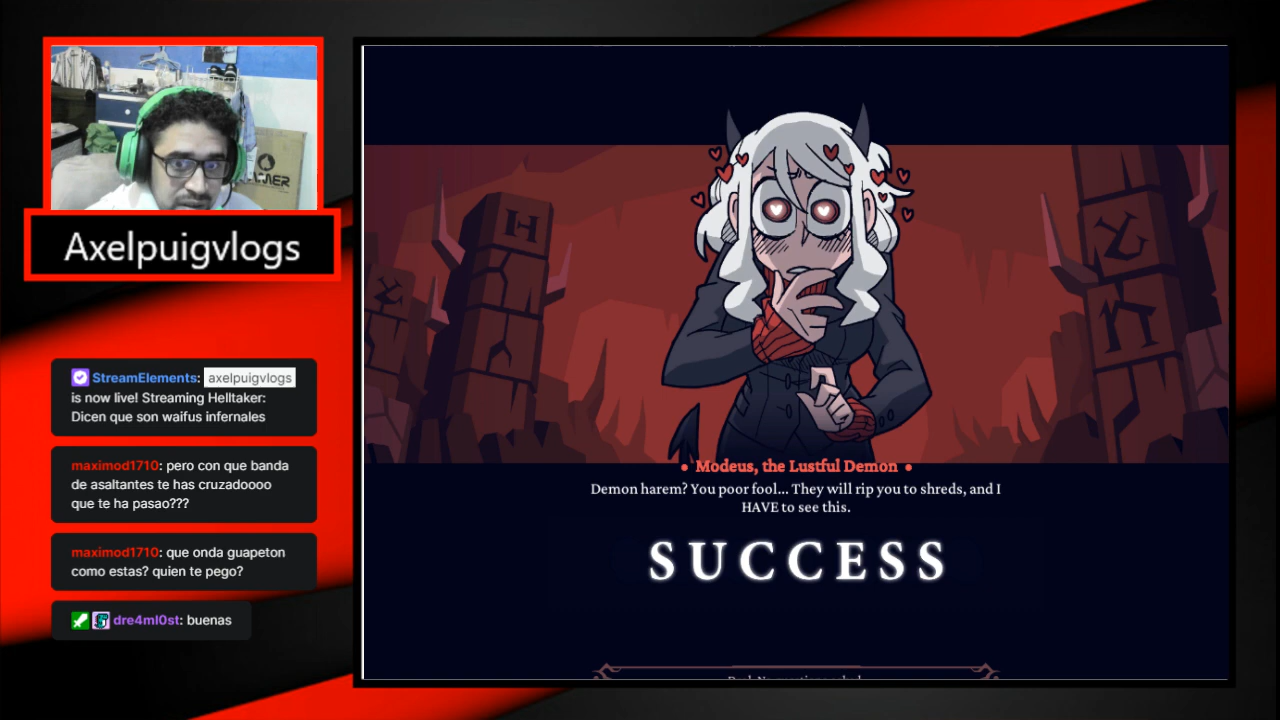 Axelpuigvlogs
StreamElements: axelpuigvlogs
is now live! Streaming Helltaker:
Dicen que son waifus infernales
maximod1710: pero con que banda
de asaltantes te has cruzadoooo
que te ha pasao???
maximod1710: que onda guapeton
como estas? quien te pego?
dre4ml0st: buenas
• Modeus, the Lustful Demon •
Demon harem? You poor fool... They will rip you to shreds, and I
HAVE to see this.
SUCCESS